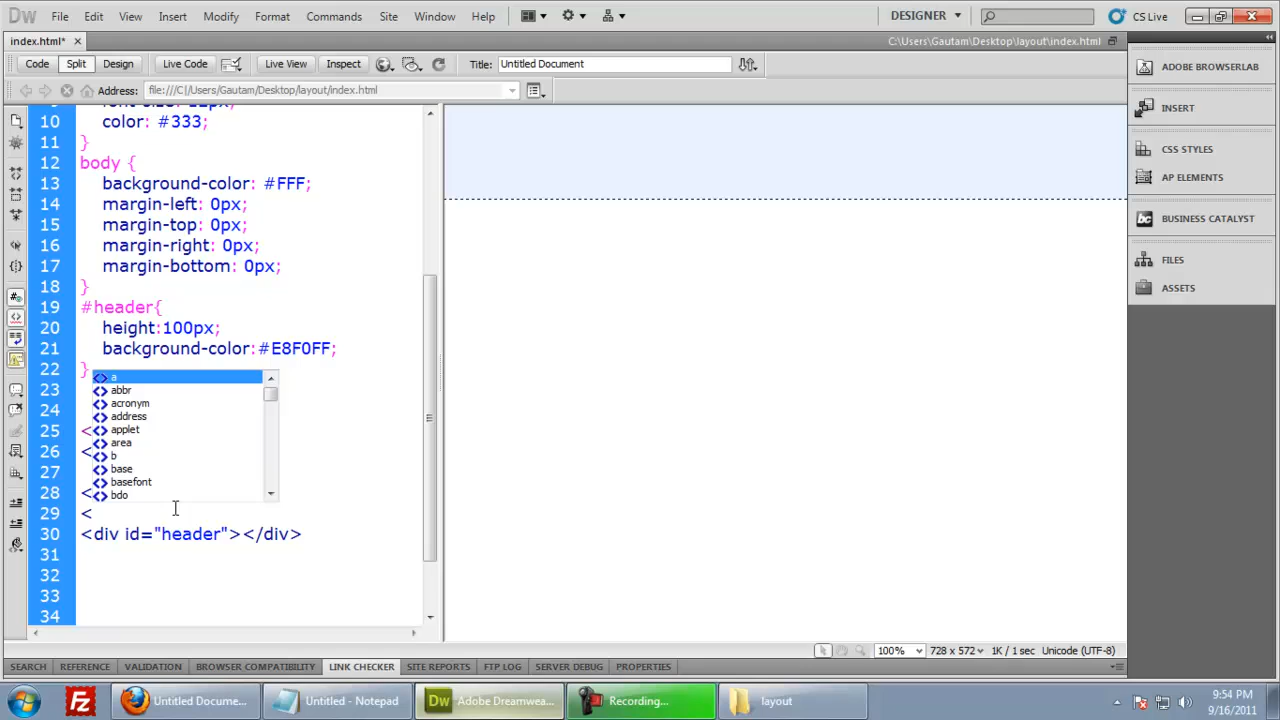 Dw File Edit View Insert Modify Format Commands Site Window Help DESIGNER CS Live
index.html* C:\Users\Gautam\Desktop\layout\index.html
Code Split Design Live Code Live View Inspect Title: Untitled Document
Address: file:///C|/Users/Gautam/Desktop/layout/index.html
10 color: #333;
11 }
12 body {
13 background-color: #FFF;
14 margin-left: 0px;
15 margin-top: 0px;
16 margin-right: 0px;
17 margin-bottom: 0px;
18 }
19 #header{
20 height:100px;
21 background-color:#E8F0FF;
22 }
23
24
25 <
26 <
27
28 <
29 <
30 <div id="header"></div>
31
32
33
34
a
abbr
acronym
address
applet
area
b
base
basefont
bdo
ADOBE BROWSERLAB
INSERT
CSS STYLES
AP ELEMENTS
BUSINESS CATALYST
FILES
ASSETS
100% 728 x 572 1K / 1 sec Unicode (UTF-8)
SEARCH REFERENCE VALIDATION BROWSER COMPATIBILITY LINK CHECKER SITE REPORTS FTP LOG SERVER DEBUG PROPERTIES
Fz Untitled Docume... Untitled - Notepad Dw Adobe Dreamwea... Recording... layout
9:54 PM
9/16/2011